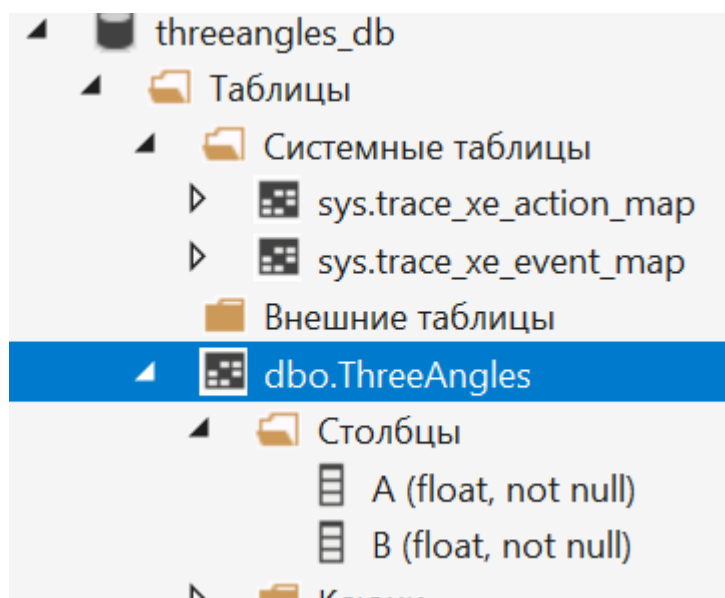 threeangles_db
Таблицы
Системные таблицы
sys.trace_xe_action_map
sys.trace_xe_event_map
Внешние таблицы
dbo.ThreeAngles
Столбцы
A (float, not null)
B (float, not null)